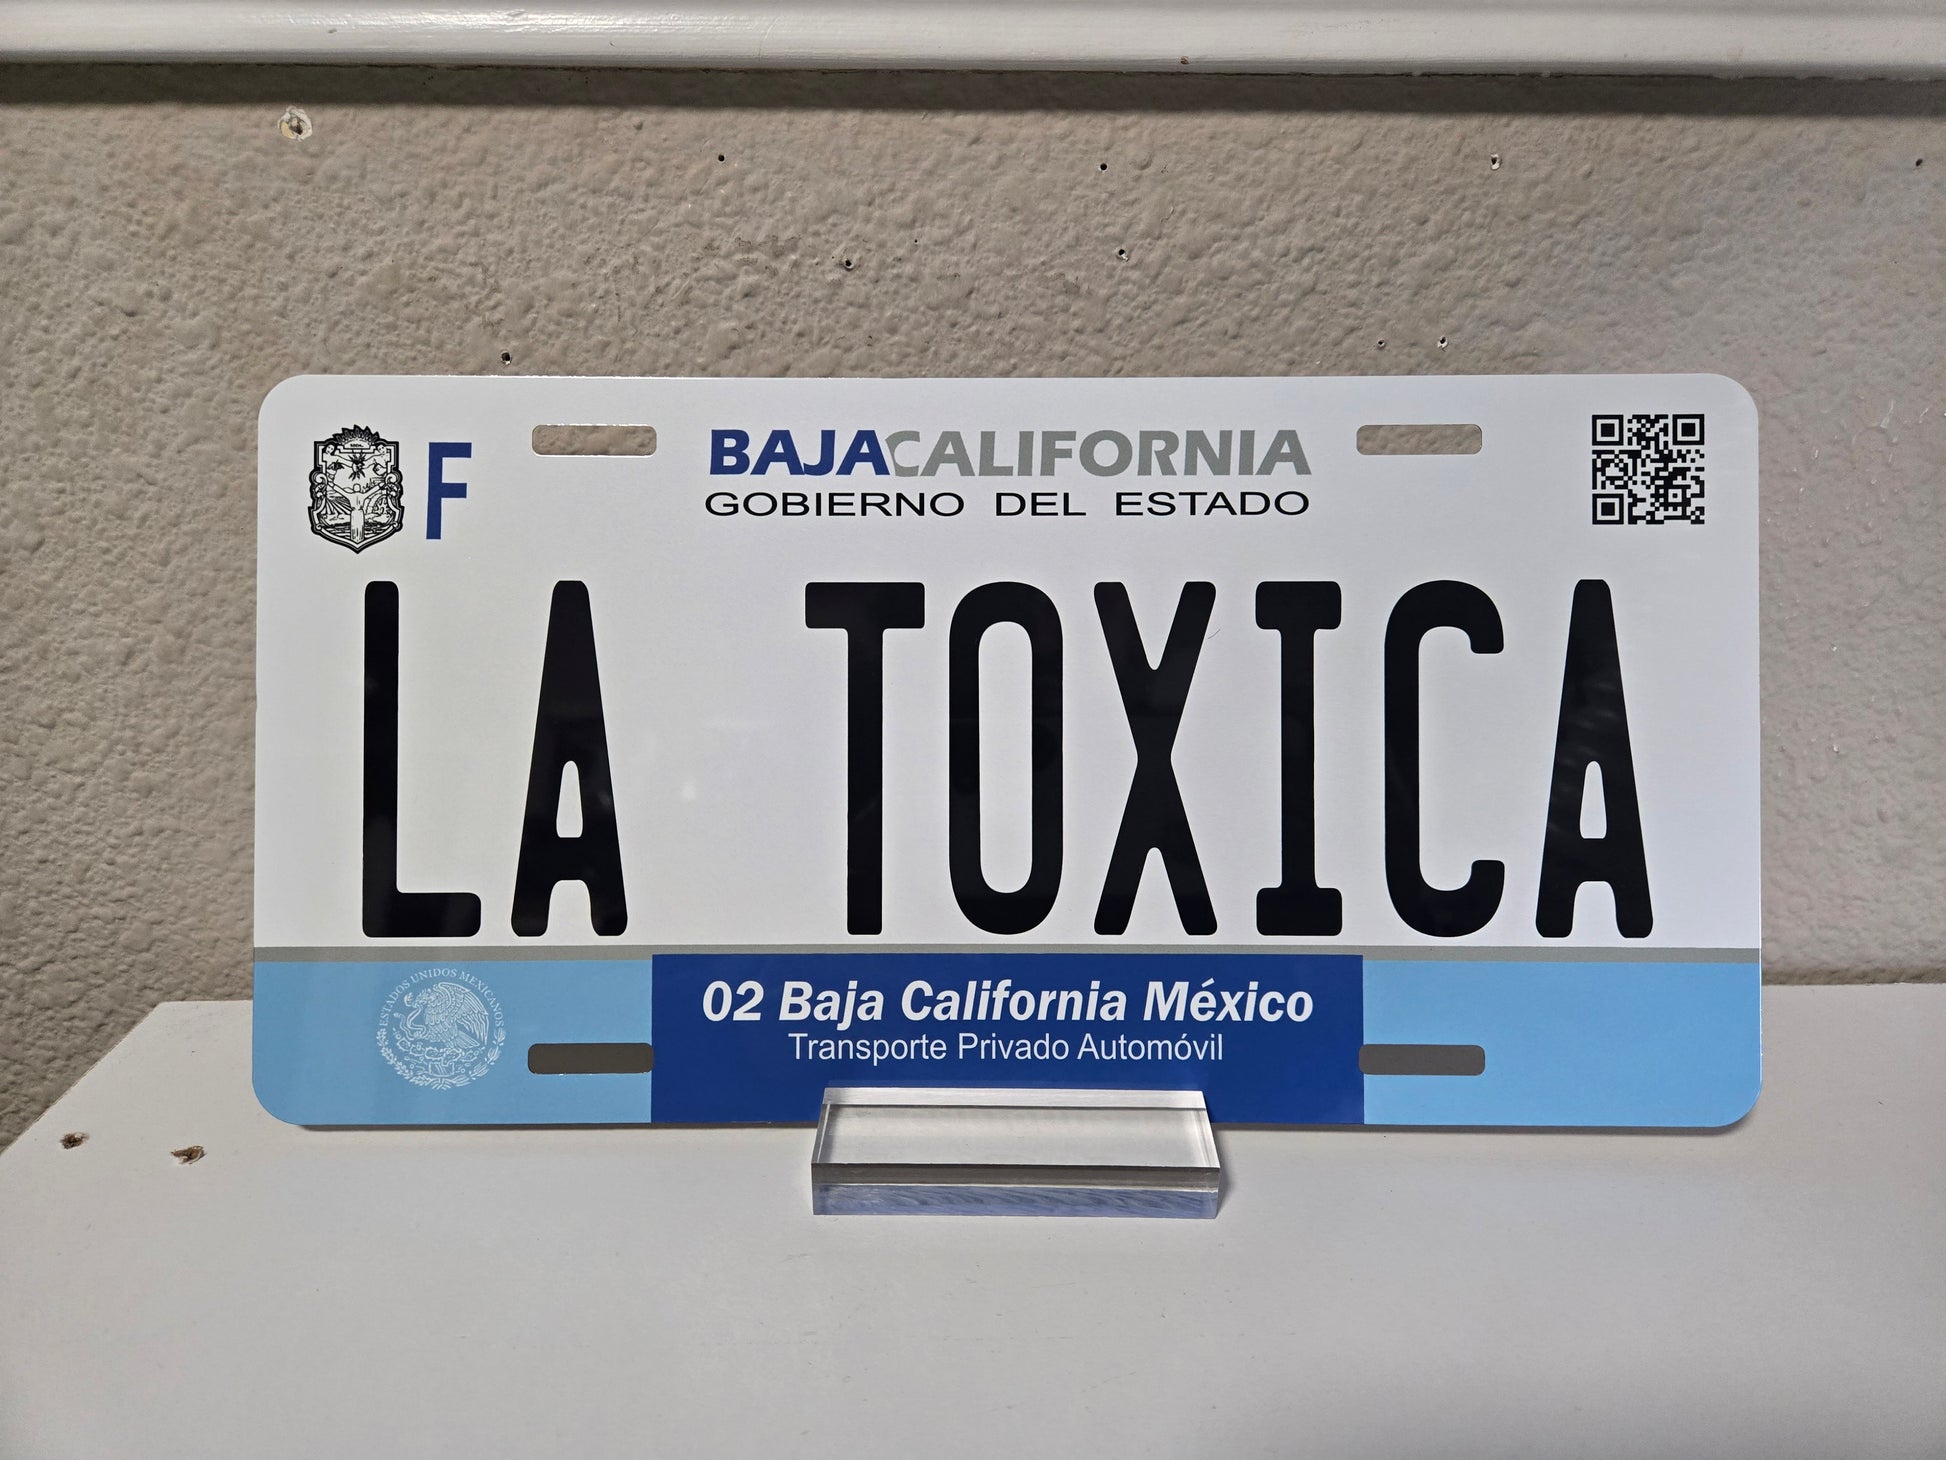 F
BAJACALIFORNIA
GOBIERNO DEL ESTADO
LA TOXICA
ESTADOS UNIDOS MEXICANOS
02 Baja California México
Transporte Privado Automóvil